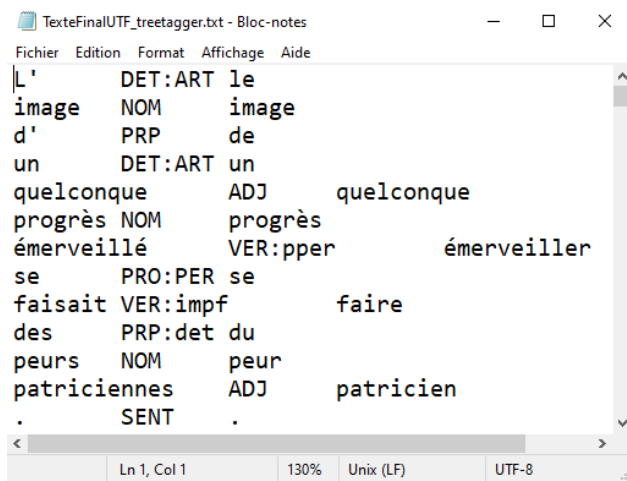 TexteFinalUTF_treetagger.txt - Bloc-notes
Fichier Edition Format Affichage Aide
L' DET:ART le
image NOM image
d' PRP de
un DET:ART un
quelconque ADJ quelconque
progrès NOM progrès
émerveillé VER:pper émerveiller
se PRO:PER se
faisait VER:impf faire
des PRP:det du
peurs NOM peur
patriciennes ADJ patricien
. SENT .
Ln 1, Col 1 130% Unix (LF) UTF-8